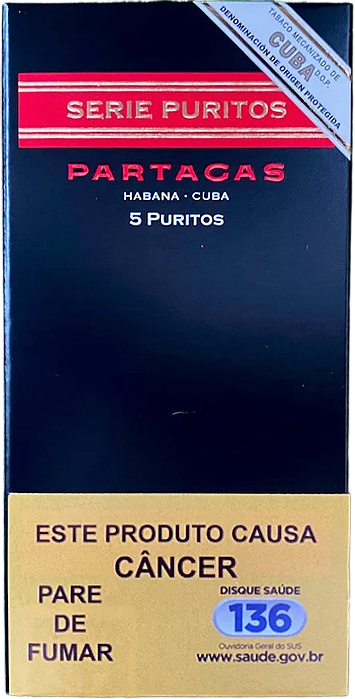 TABACO MECANIZADO DE
CUBA D.O.P.
DENOMINACIÓN DE ORIGEN PROTEGIDA
SERIE PURITOS
PARTAGAS
HABANA · CUBA
5 PURITOS
ESTE PRODUTO CAUSA
CÂNCER
PARE
DE
FUMAR
DISQUE SAÚDE
136
Ouvidoria Geral do SUS
www.saude.gov.br